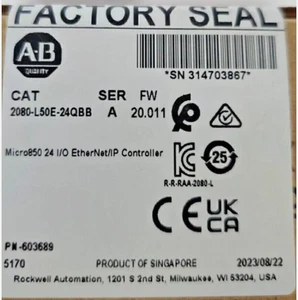 FACTORY SEAL
A-B
QUALITY
*SN 314703867*
CAT SER FW
2080-L50E-24QBB A 20.011
Micro850 24 I/O EtherNet/IP Controller
25
R-R-RAA-2080-L
CE UK CA
PN-603689
5170 PRODUCT OF SINGAPORE 2023/08/22
Rockwell Automation, 1201 S 2nd St, Milwaukee, WI 53204, USA